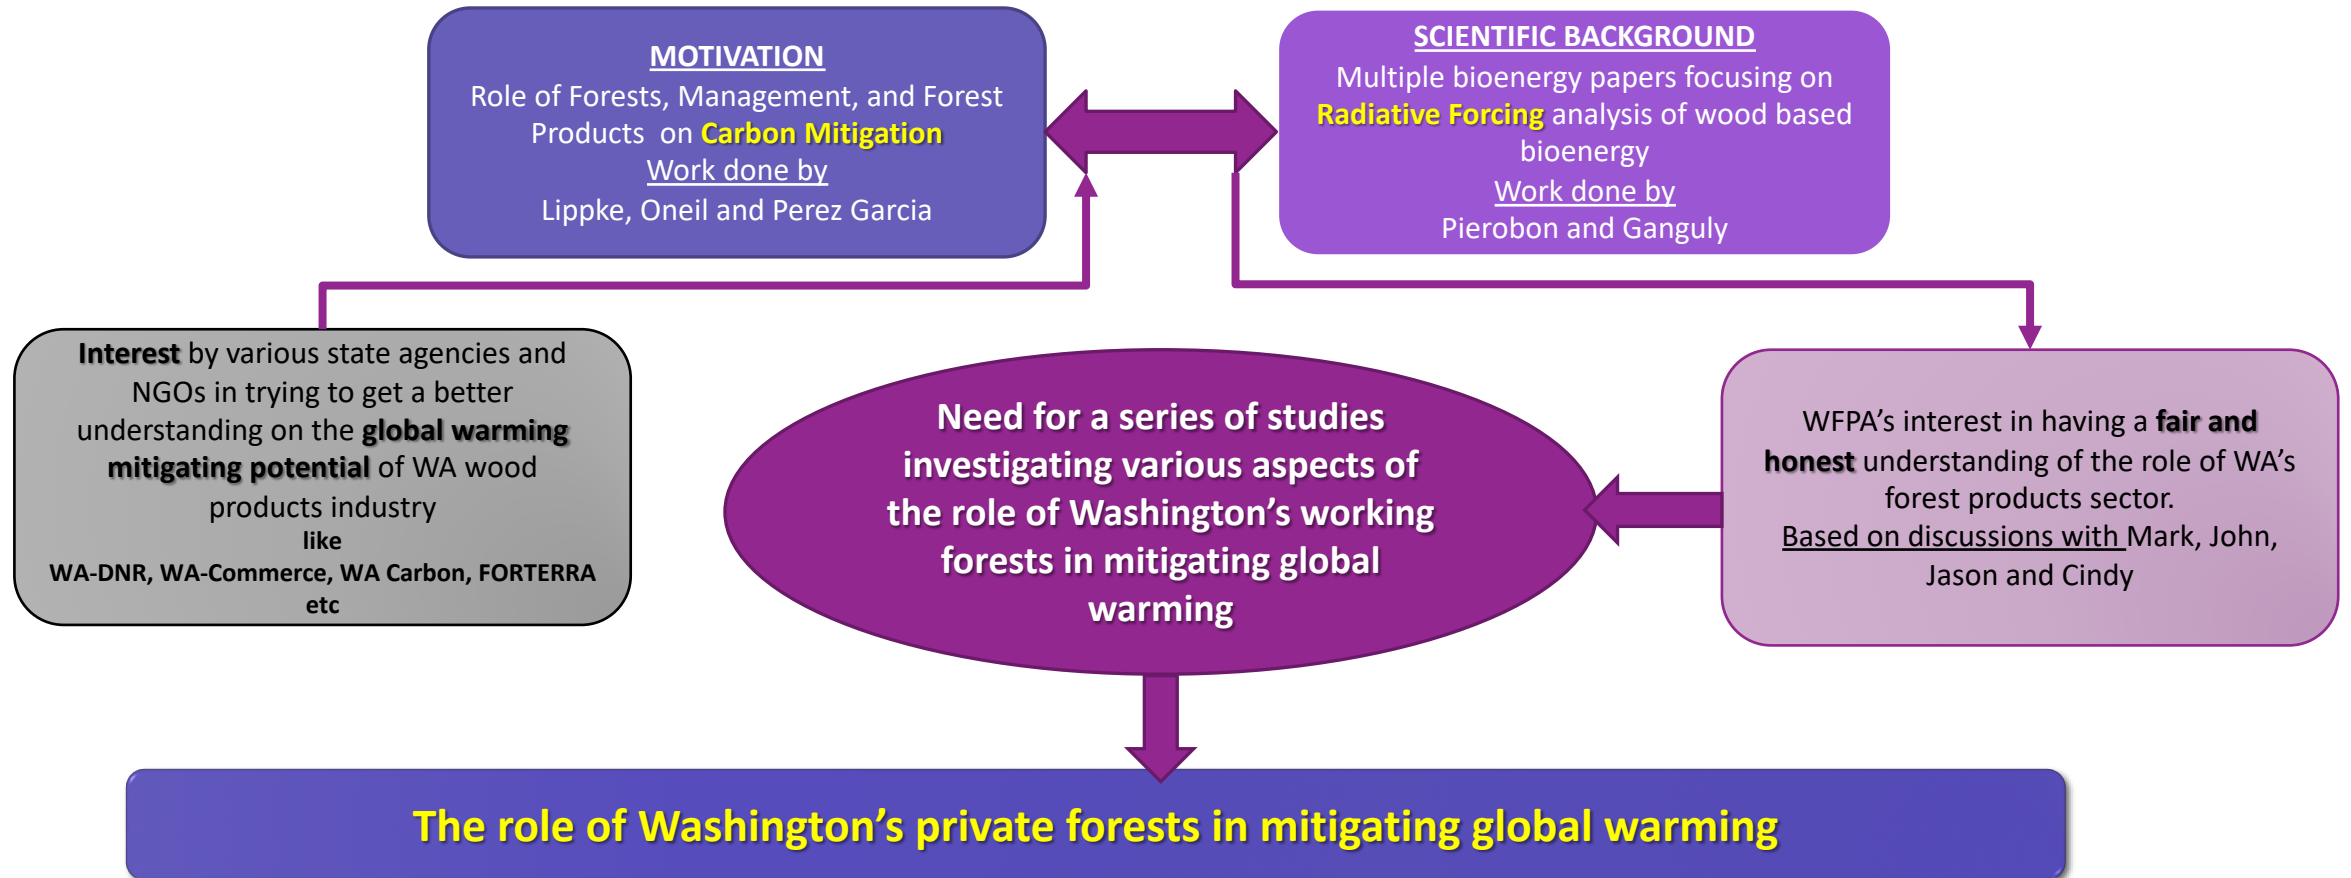 MOTIVATION
Role of Forests, Management, and Forest
Products on Carbon Mitigation
Work done by
Lippke, Oneil and Perez Garcia
SCIENTIFIC BACKGROUND
Multiple bioenergy papers focusing on
Radiative Forcing analysis of wood based
bioenergy
Work done by
Pierobon and Ganguly
Interest by various state agencies and
NGOs in trying to get a better
understanding on the global warming
mitigating potential of WA wood
products industry
like
WA-DNR, WA-Commerce, WA Carbon, FORTERRA
etc
Need for a series of studies
investigating various aspects of
the role of Washington’s working
forests in mitigating global
warming
WFPA’s interest in having a fair and
honest understanding of the role of WA’s
forest products sector.
Based on discussions with Mark, John,
Jason and Cindy
The role of Washington’s private forests in mitigating global warming